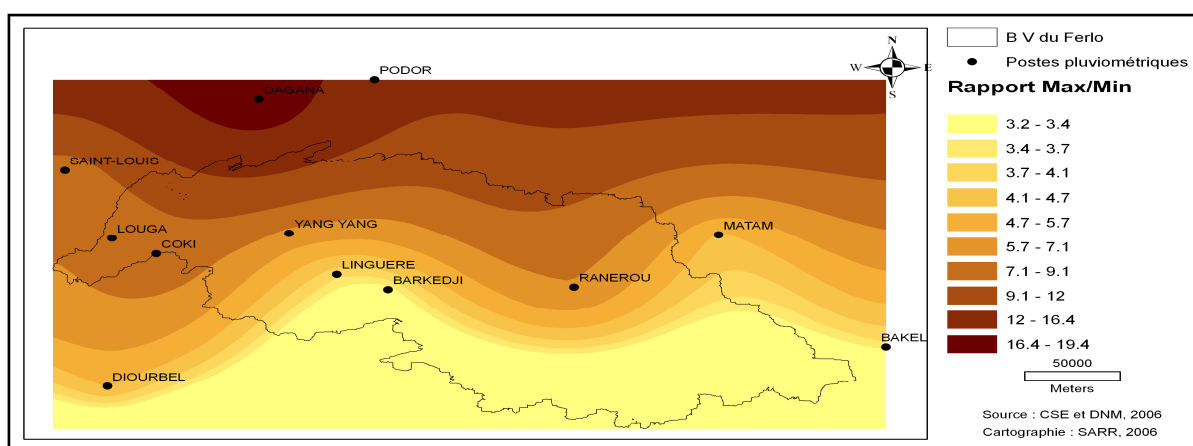 PODOR
DAGANA
SAINT-LOUIS
LOUGA
COKI
YANG YANG
MATAM
LINGUERE
BARKEDJI
RANEROU
BAKEL
DIOURBEL
N
W E
S
B V du Ferlo
Postes pluviométriques
Rapport Max/Min
3.2 - 3.4
3.4 - 3.7
3.7 - 4.1
4.1 - 4.7
4.7 - 5.7
5.7 - 7.1
7.1 - 9.1
9.1 - 12
12 - 16.4
16.4 - 19.4
50000
Meters
Source : CSE et DNM, 2006
Cartographie : SARR, 2006